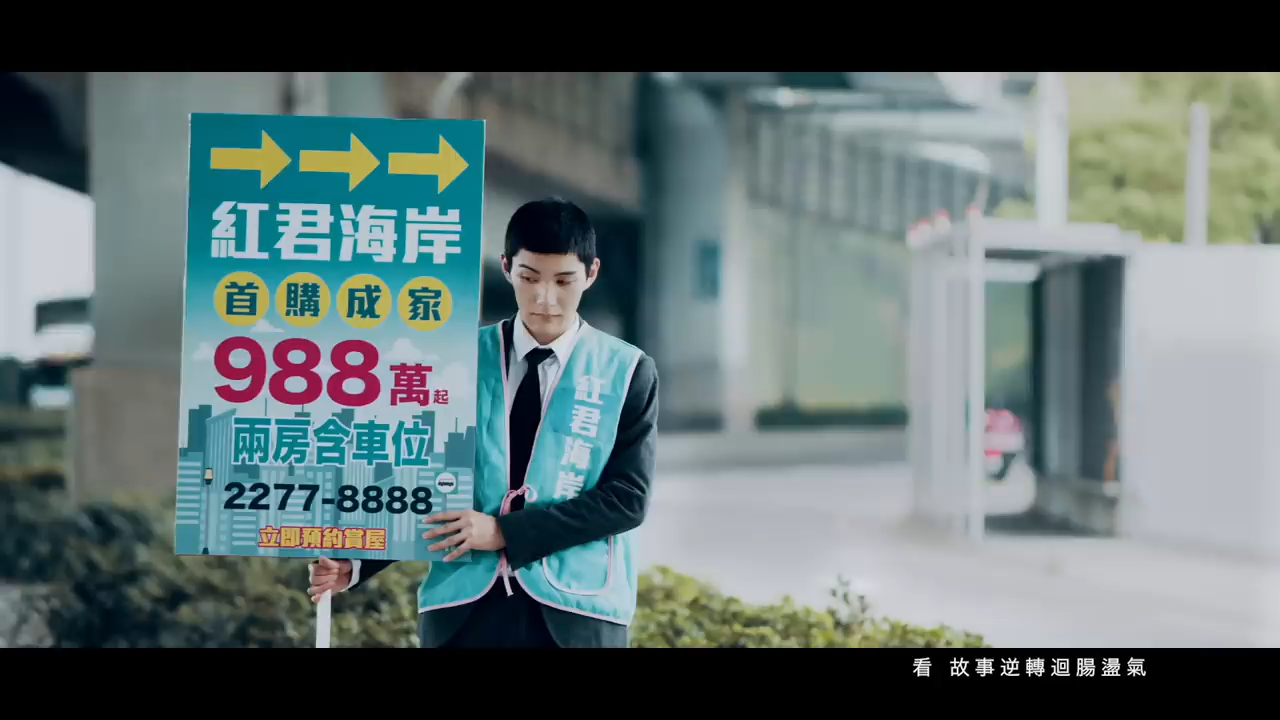 紅君海岸
首購成家
988萬起
兩房含車位
2277-8888
立即預約賞屋
紅君海岸
看 故事逆轉迴腸盪氣